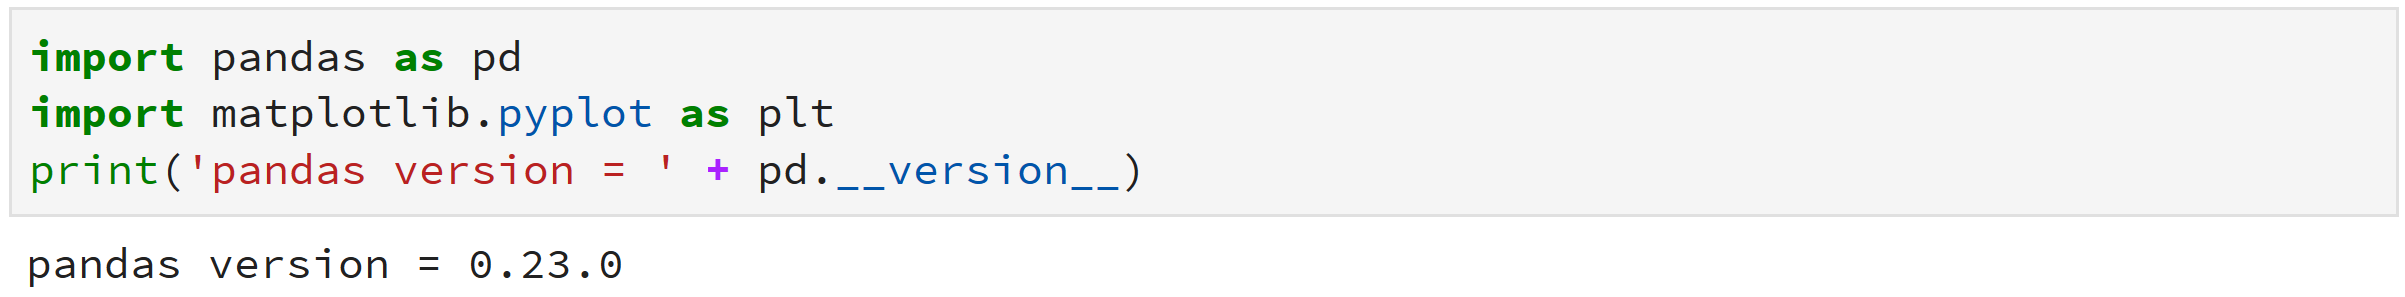 import pandas as pd
import matplotlib.pyplot as plt
print('pandas version = ' + pd.__version__)
pandas version = 0.23.0